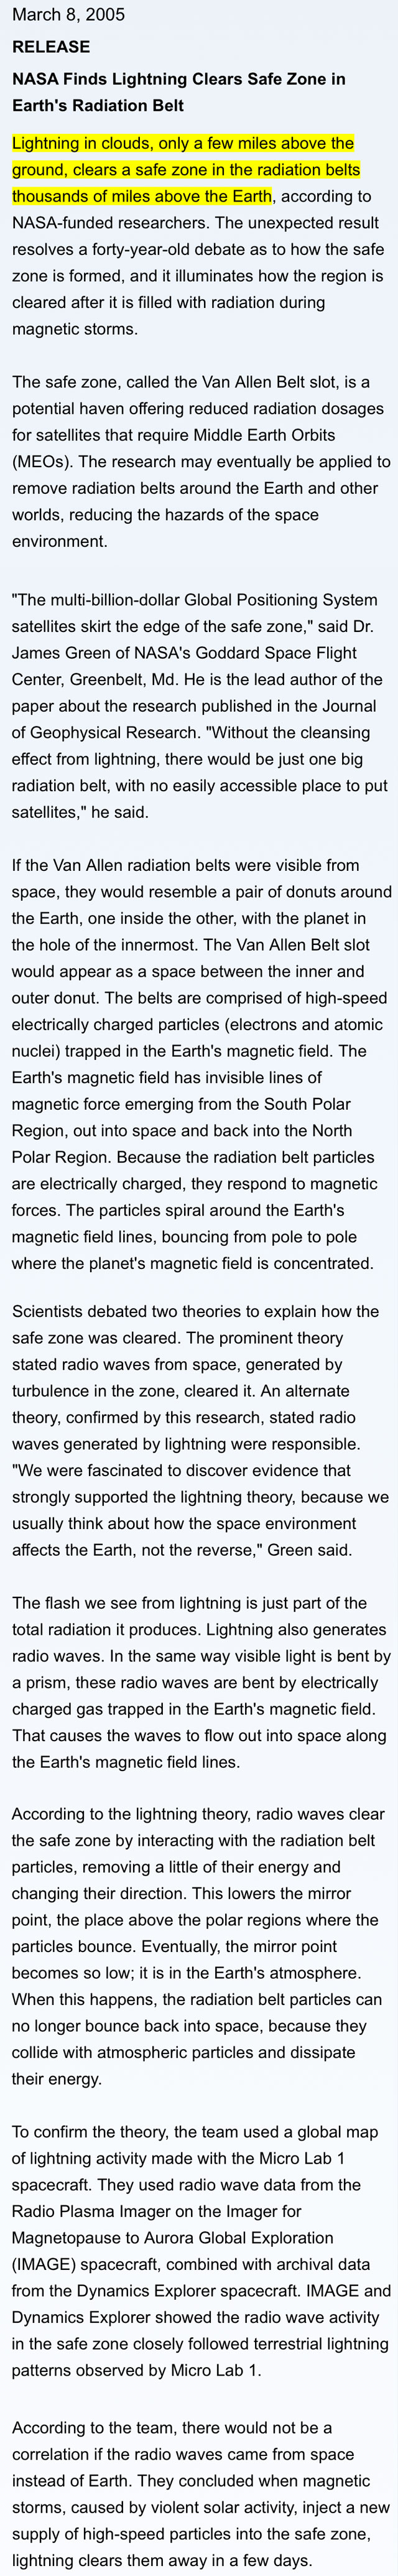 March 8, 2005
RELEASE
NASA Finds Lightning Clears Safe Zone in
Earth's Radiation Belt
Lightning in clouds, only a few miles above the
ground, clears a safe zone in the radiation belts
thousands of miles above the Earth, according to
NASA-funded researchers. The unexpected result
resolves a forty-year-old debate as to how the safe
zone is formed, and it illuminates how the region is
cleared after it is filled with radiation during
magnetic storms.
The safe zone, called the Van Allen Belt slot, is a
potential haven offering reduced radiation dosages
for satellites that require Middle Earth Orbits
(MEOs). The research may eventually be applied to
remove radiation belts around the Earth and other
worlds, reducing the hazards of the space
environment.
"The multi-billion-dollar Global Positioning System
satellites skirt the edge of the safe zone," said Dr.
James Green of NASA's Goddard Space Flight
Center, Greenbelt, Md. He is the lead author of the
paper about the research published in the Journal
of Geophysical Research. "Without the cleansing
effect from lightning, there would be just one big
radiation belt, with no easily accessible place to put
satellites," he said.
If the Van Allen radiation belts were visible from
space, they would resemble a pair of donuts around
the Earth, one inside the other, with the planet in
the hole of the innermost. The Van Allen Belt slot
would appear as a space between the inner and
outer donut. The belts are comprised of high-speed
electrically charged particles (electrons and atomic
nuclei) trapped in the Earth's magnetic field. The
Earth's magnetic field has invisible lines of
magnetic force emerging from the South Polar
Region, out into space and back into the North
Polar Region. Because the radiation belt particles
are electrically charged, they respond to magnetic
forces. The particles spiral around the Earth's
magnetic field lines, bouncing from pole to pole
where the planet's magnetic field is concentrated.
Scientists debated two theories to explain how the
safe zone was cleared. The prominent theory
stated radio waves from space, generated by
turbulence in the zone, cleared it. An alternate
theory, confirmed by this research, stated radio
waves generated by lightning were responsible.
"We were fascinated to discover evidence that
strongly supported the lightning theory, because we
usually think about how the space environment
affects the Earth, not the reverse," Green said.
The flash we see from lightning is just part of the
total radiation it produces. Lightning also generates
radio waves. In the same way visible light is bent by
a prism, these radio waves are bent by electrically
charged gas trapped in the Earth's magnetic field.
That causes the waves to flow out into space along
the Earth's magnetic field lines.
According to the lightning theory, radio waves clear
the safe zone by interacting with the radiation belt
particles, removing a little of their energy and
changing their direction. This lowers the mirror
point, the place above the polar regions where the
particles bounce. Eventually, the mirror point
becomes so low; it is in the Earth's atmosphere.
When this happens, the radiation belt particles can
no longer bounce back into space, because they
collide with atmospheric particles and dissipate
their energy.
To confirm the theory, the team used a global map
of lightning activity made with the Micro Lab 1
spacecraft. They used radio wave data from the
Radio Plasma Imager on the Imager for
Magnetopause to Aurora Global Exploration
(IMAGE) spacecraft, combined with archival data
from the Dynamics Explorer spacecraft. IMAGE and
Dynamics Explorer showed the radio wave activity
in the safe zone closely followed terrestrial lightning
patterns observed by Micro Lab 1.
According to the team, there would not be a
correlation if the radio waves came from space
instead of Earth. They concluded when magnetic
storms, caused by violent solar activity, inject a new
supply of high-speed particles into the safe zone,
lightning clears them away in a few days.